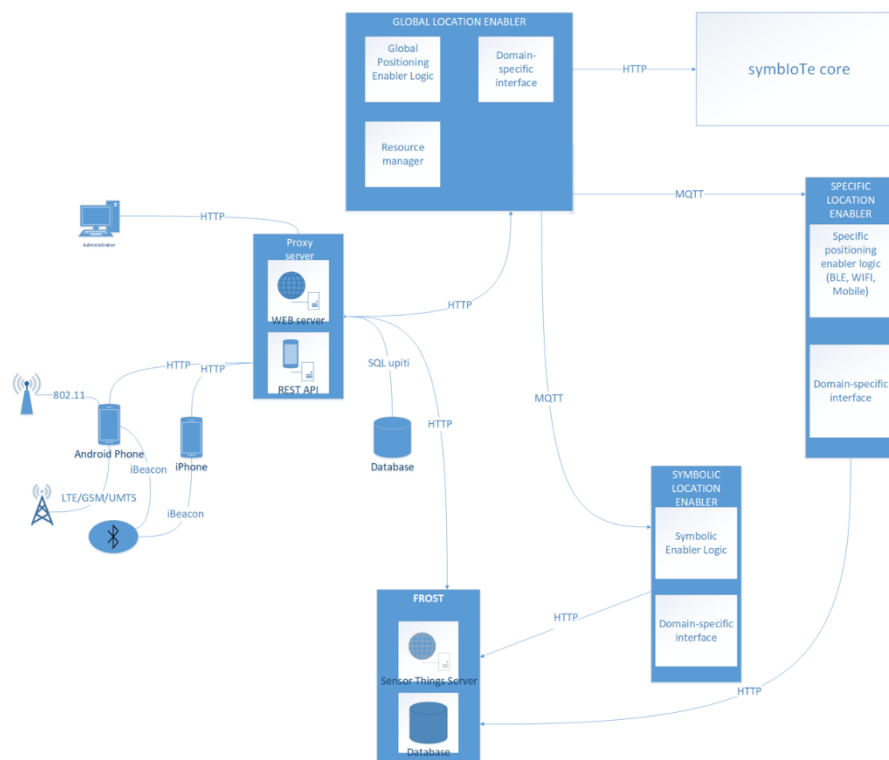 GLOBAL LOCATION ENABLER
Global
Positioning
Enabler Logic
Domain-
specific
interface
Resource
manager
HTTP
symbIoTe core
MQTT
SPECIFIC
LOCATION
ENABLER
Specific
positioning
enabler logic
(BLE, WIFI,
Mobile)
Domain-specific
interface
Administrator
HTTP
Proxy
server
WEB server
REST API
HTTP
HTTP
HTTP
802.11
Android Phone
iPhone
iBeacon
LTE/GSM/UMTS
iBeacon
SQL upiti
HTTP
Database
MQTT
SYMBOLIC
LOCATION
ENABLER
Symbolic
Enabler Logic
Domain-specific
interface
HTTP
HTTP
FROST
Sensor Things Server
Database